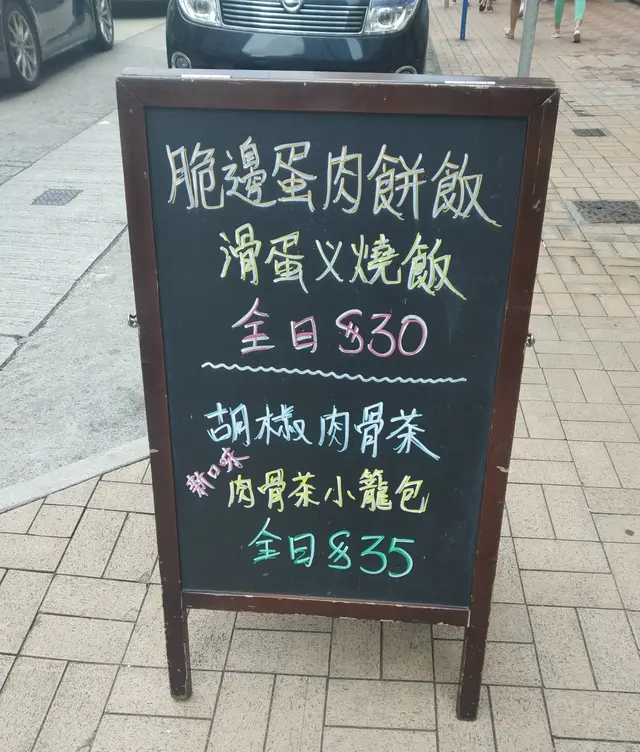 脆邊蛋肉餅飯
滑蛋乂燒飯
全日$30
胡椒肉骨茶
新口味
肉骨茶小籠包
全日$35